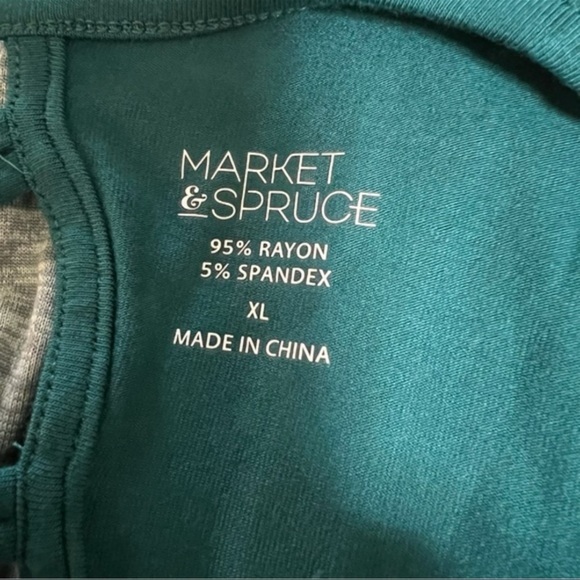 MARKET
& SPRUCE
95% RAYON
5% SPANDEX
XL
MADE IN CHINA